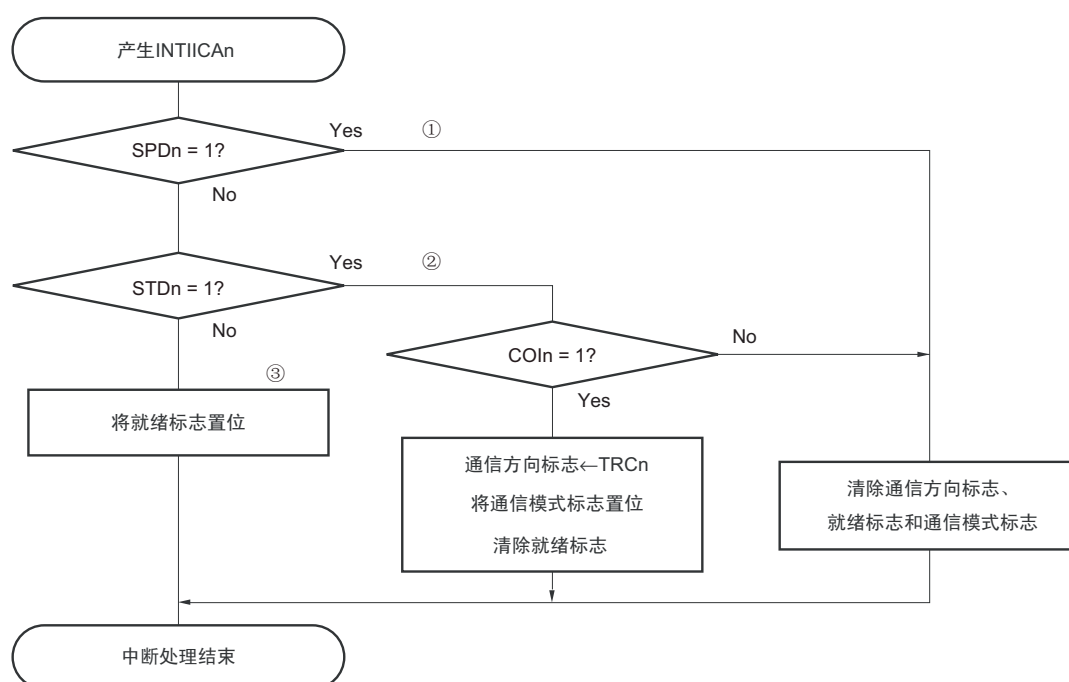 产生INTIICAn
Yes
①
SPDn = 1?
No
Yes
②
STDn = 1?
No
No
COIn = 1?
③
Yes
将就绪标志置位
通信方向标志←TRCn
将通信模式标志置位
清除就绪标志
清除通信方向标志、
就绪标志和通信模式标志
中断处理结束